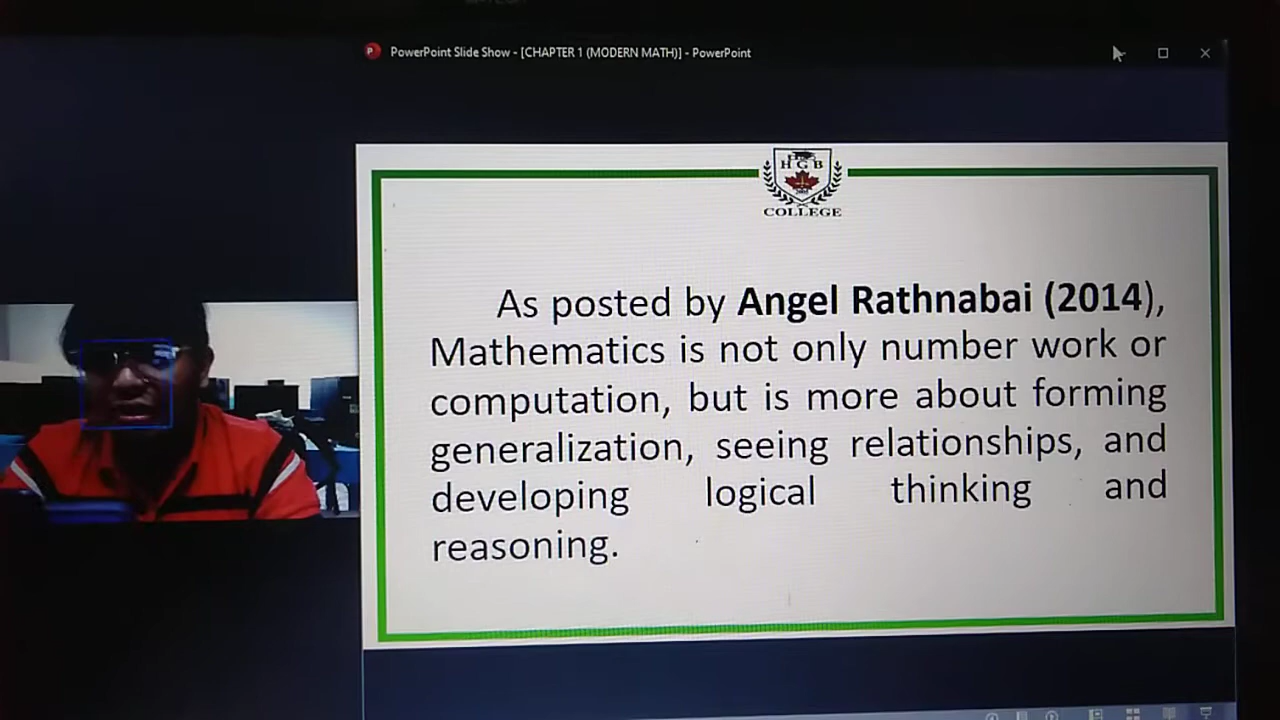 PowerPoint Slide Show - [CHAPTER 1 (MODERN MATH)] - PowerPoint
H C B
COLLEGE
As posted by Angel Rathnabai (2014),
Mathematics is not only number work or
computation, but is more about forming
generalization, seeing relationships, and
developing logical thinking and
reasoning.